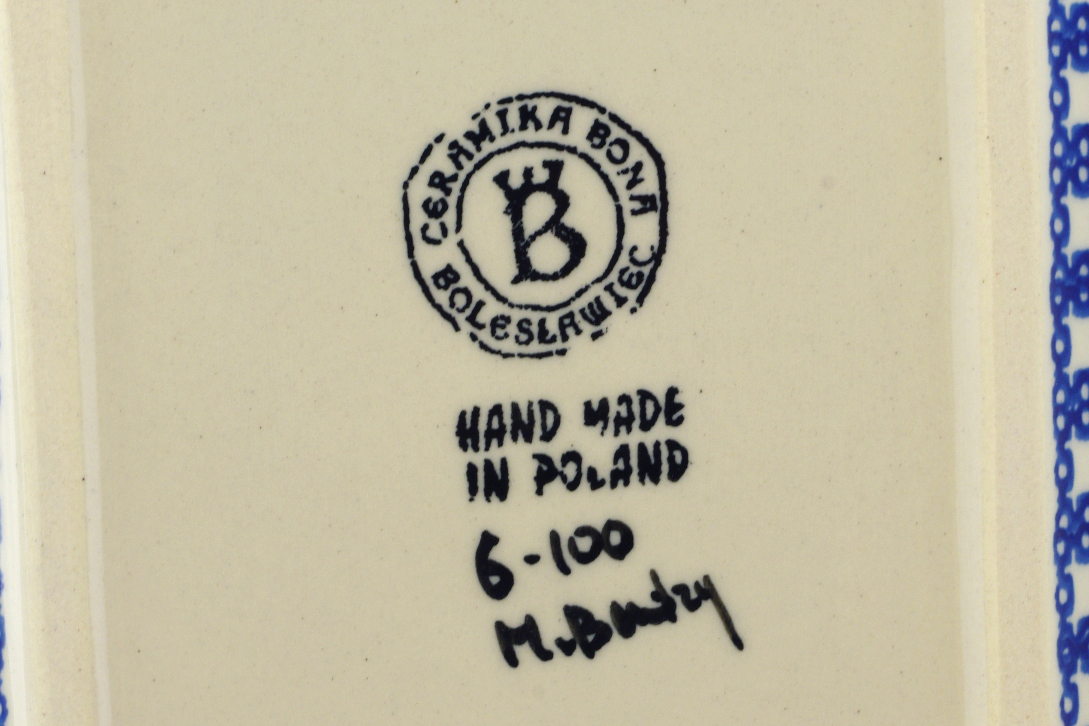 CERAMIKA BONA
B
BOLESŁAWIEC
HAND MADE
IN POLAND
6-100